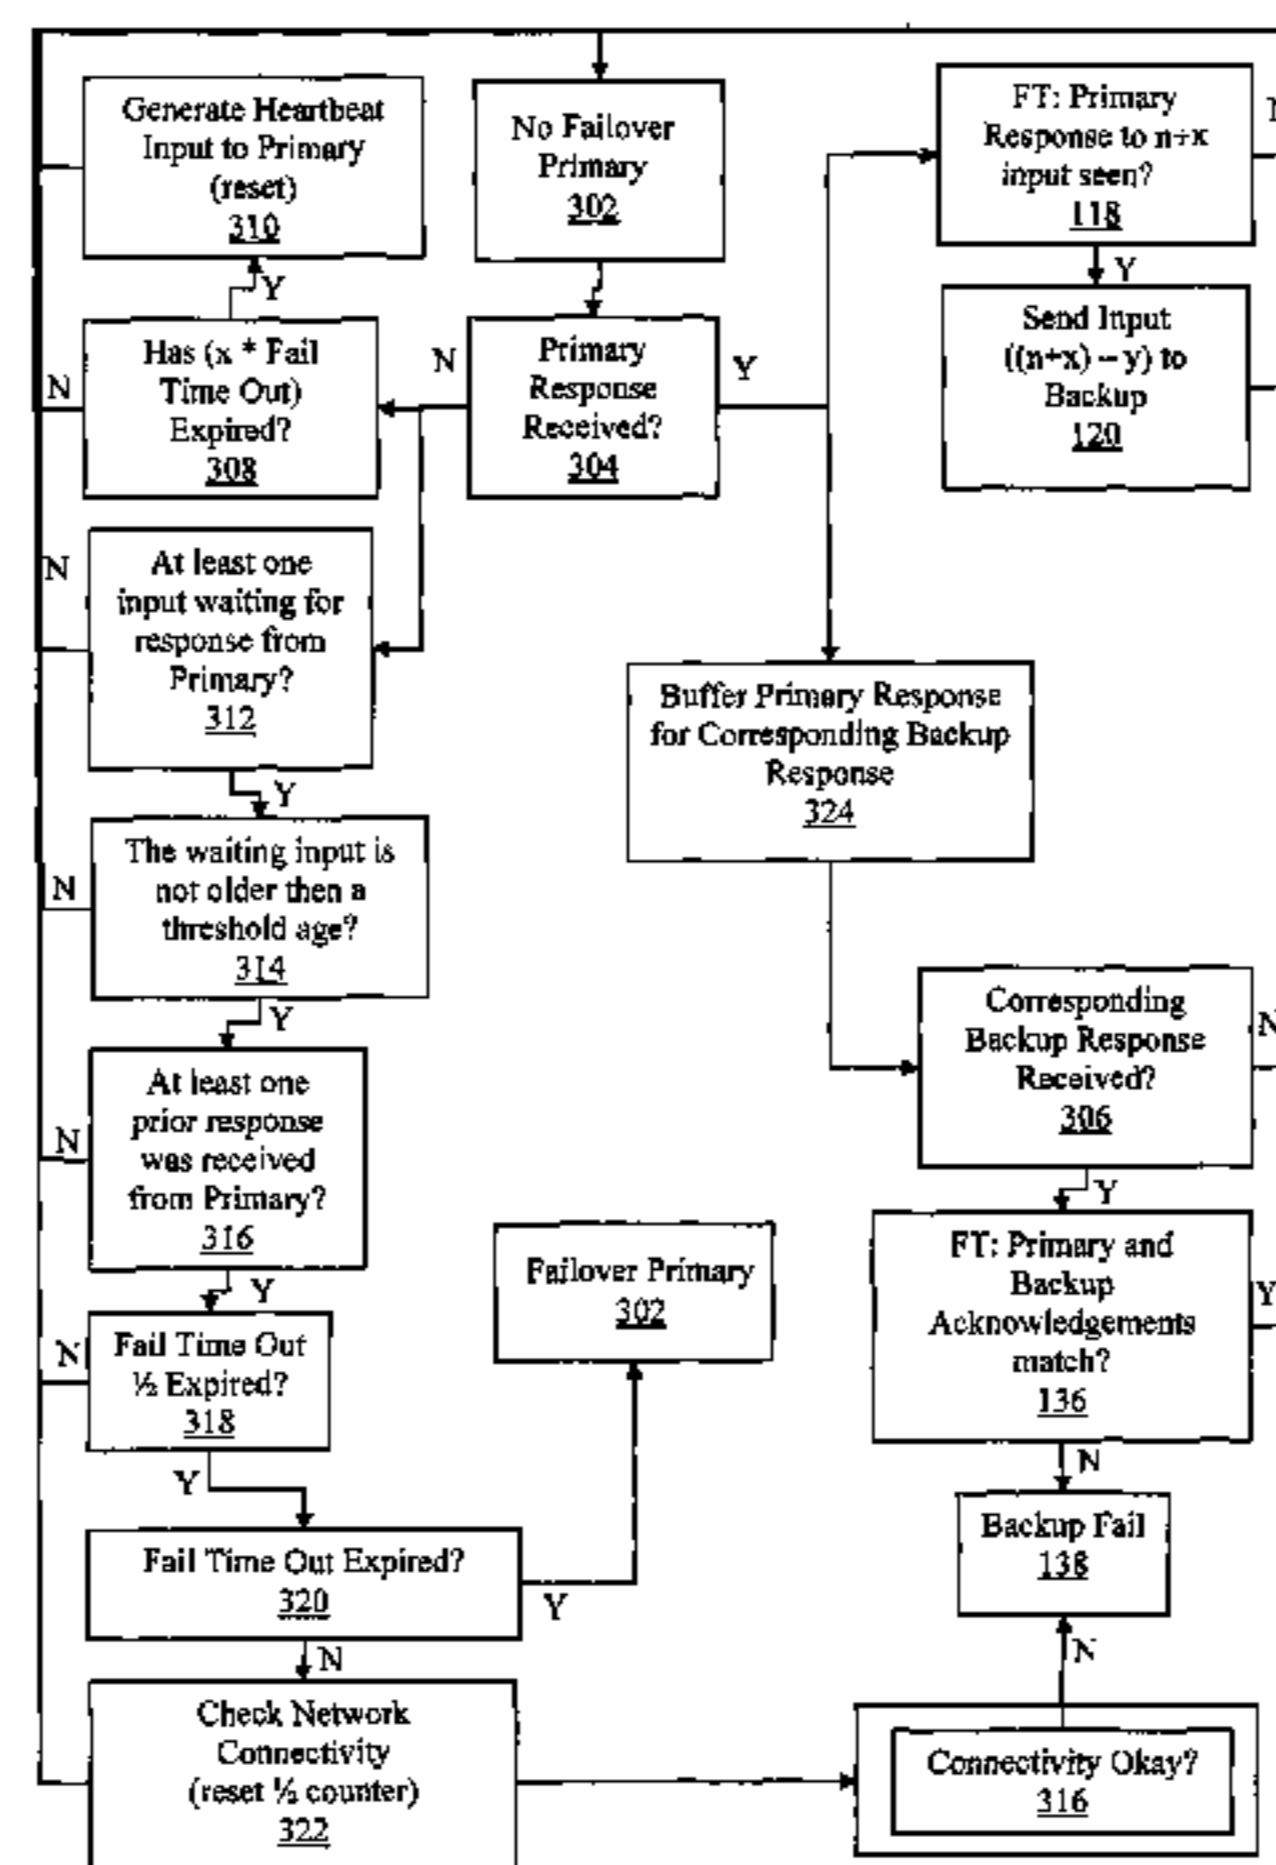 Generate Heartbeat
Input to Primary
(reset)
310
No Failover
Primary
302
FT: Primary
Response to n+x
input seen?
118
Y
Y
Has (x * Fail
Time Out)
Expired?
308
N
N
Primary
Response
Received?
304
Y
Send Input
((n+x) – y) to
Backup
120
N
At least one
input waiting for
response from
Primary?
312
Buffer Primary Response
for Corresponding Backup
Response
324
Y
N
The waiting input is
not older then a
threshold age?
314
Y
Corresponding
Backup Response
Received?
306
N
N
At least one
prior response
was received
from Primary?
316
Y
Failover Primary
302
FT: Primary and
Backup
Acknowledgements
match?
136
Y
Y
N
Fail Time Out
½ Expired?
318
Y
N
Backup Fail
138
Fail Time Out Expired?
320
Y
N
N
Check Network
Connectivity
(reset ½ counter)
322
Connectivity Okay?
316